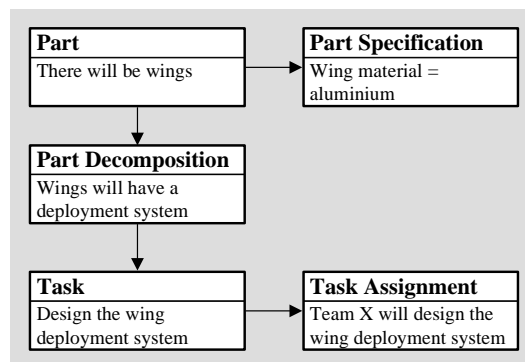 Part
There will be wings
Part Specification
Wing material =
aluminium
Part Decomposition
Wings will have a
deployment system
Task
Design the wing
deployment system
Task Assignment
Team X will design the
wing deployment system